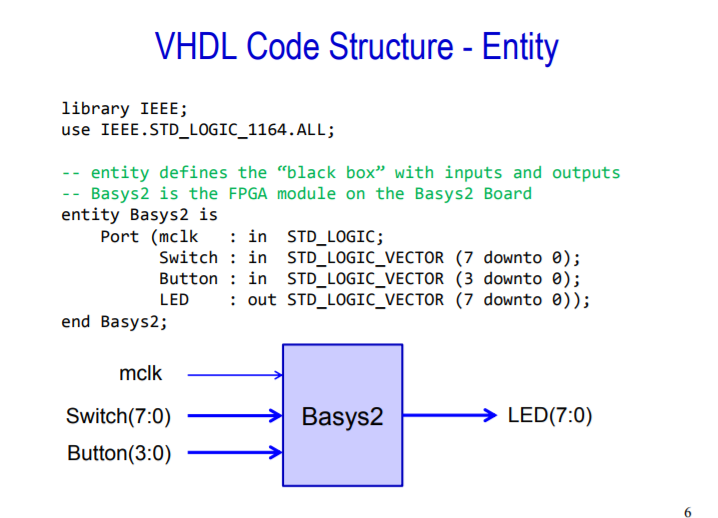 VHDL Code Structure - Entity
library IEEE;
use IEEE.STD_LOGIC_1164.ALL;
-- entity defines the “black box” with inputs and outputs
-- Basys2 is the FPGA module on the Basys2 Board
entity Basys2 is
    Port (mclk   : in  STD_LOGIC;
          Switch : in  STD_LOGIC_VECTOR (7 downto 0);
          Button : in  STD_LOGIC_VECTOR (3 downto 0);
          LED    : out STD_LOGIC_VECTOR (7 downto 0));
end Basys2;
mclk
Switch(7:0)
Basys2
LED(7:0)
Button(3:0)
6